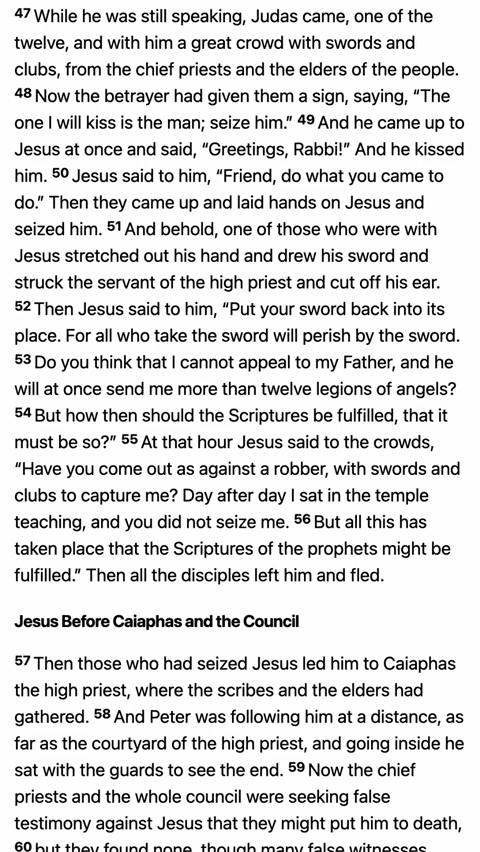 47 While he was still speaking, Judas came, one of the
twelve, and with him a great crowd with swords and
clubs, from the chief priests and the elders of the people.
48 Now the betrayer had given them a sign, saying, “The
one I will kiss is the man; seize him.” 49 And he came up to
Jesus at once and said, “Greetings, Rabbi!” And he kissed
him. 50 Jesus said to him, “Friend, do what you came to
do.” Then they came up and laid hands on Jesus and
seized him. 51 And behold, one of those who were with
Jesus stretched out his hand and drew his sword and
struck the servant of the high priest and cut off his ear.
52 Then Jesus said to him, “Put your sword back into its
place. For all who take the sword will perish by the sword.
53 Do you think that I cannot appeal to my Father, and he
will at once send me more than twelve legions of angels?
54 But how then should the Scriptures be fulfilled, that it
must be so?” 55 At that hour Jesus said to the crowds,
“Have you come out as against a robber, with swords and
clubs to capture me? Day after day I sat in the temple
teaching, and you did not seize me. 56 But all this has
taken place that the Scriptures of the prophets might be
fulfilled.” Then all the disciples left him and fled.
Jesus Before Caiaphas and the Council
57 Then those who had seized Jesus led him to Caiaphas
the high priest, where the scribes and the elders had
gathered. 58 And Peter was following him at a distance, as
far as the courtyard of the high priest, and going inside he
sat with the guards to see the end. 59 Now the chief
priests and the whole council were seeking false
testimony against Jesus that they might put him to death,
60 but they found none, though many false witnesses